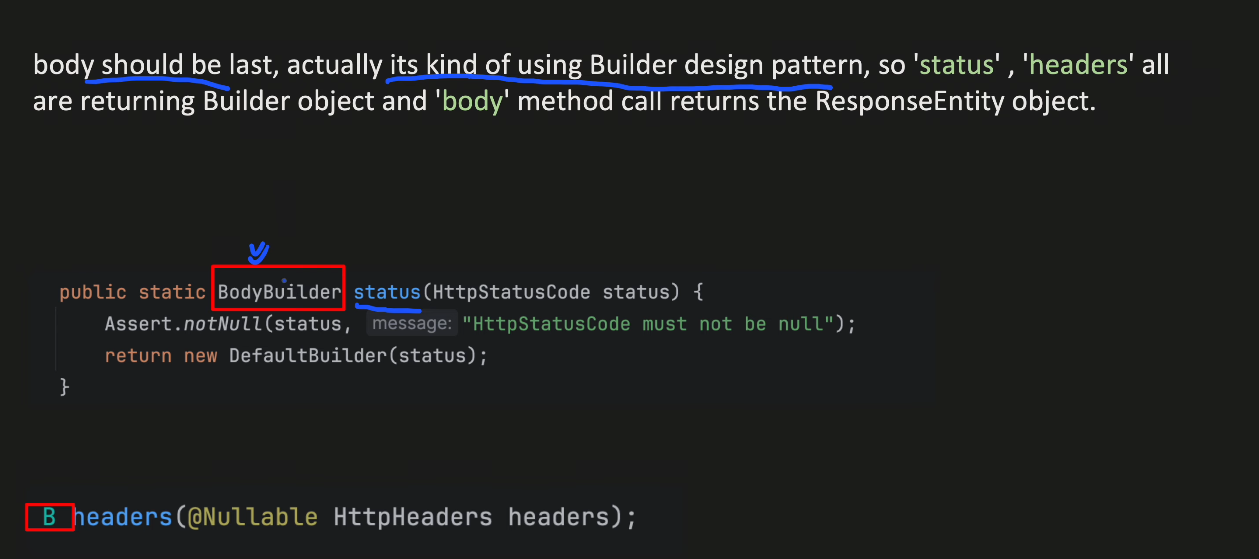 body should be last, actually its kind of using Builder design pattern, so 'status' , 'headers' all
are returning Builder object and 'body' method call returns the ResponseEntity object.
public static BodyBuilder status(HttpStatusCode status) {
Assert.notNull(status, message: "HttpStatusCode must not be null");
return new DefaultBuilder(status);
}
B headers(@Nullable HttpHeaders headers);